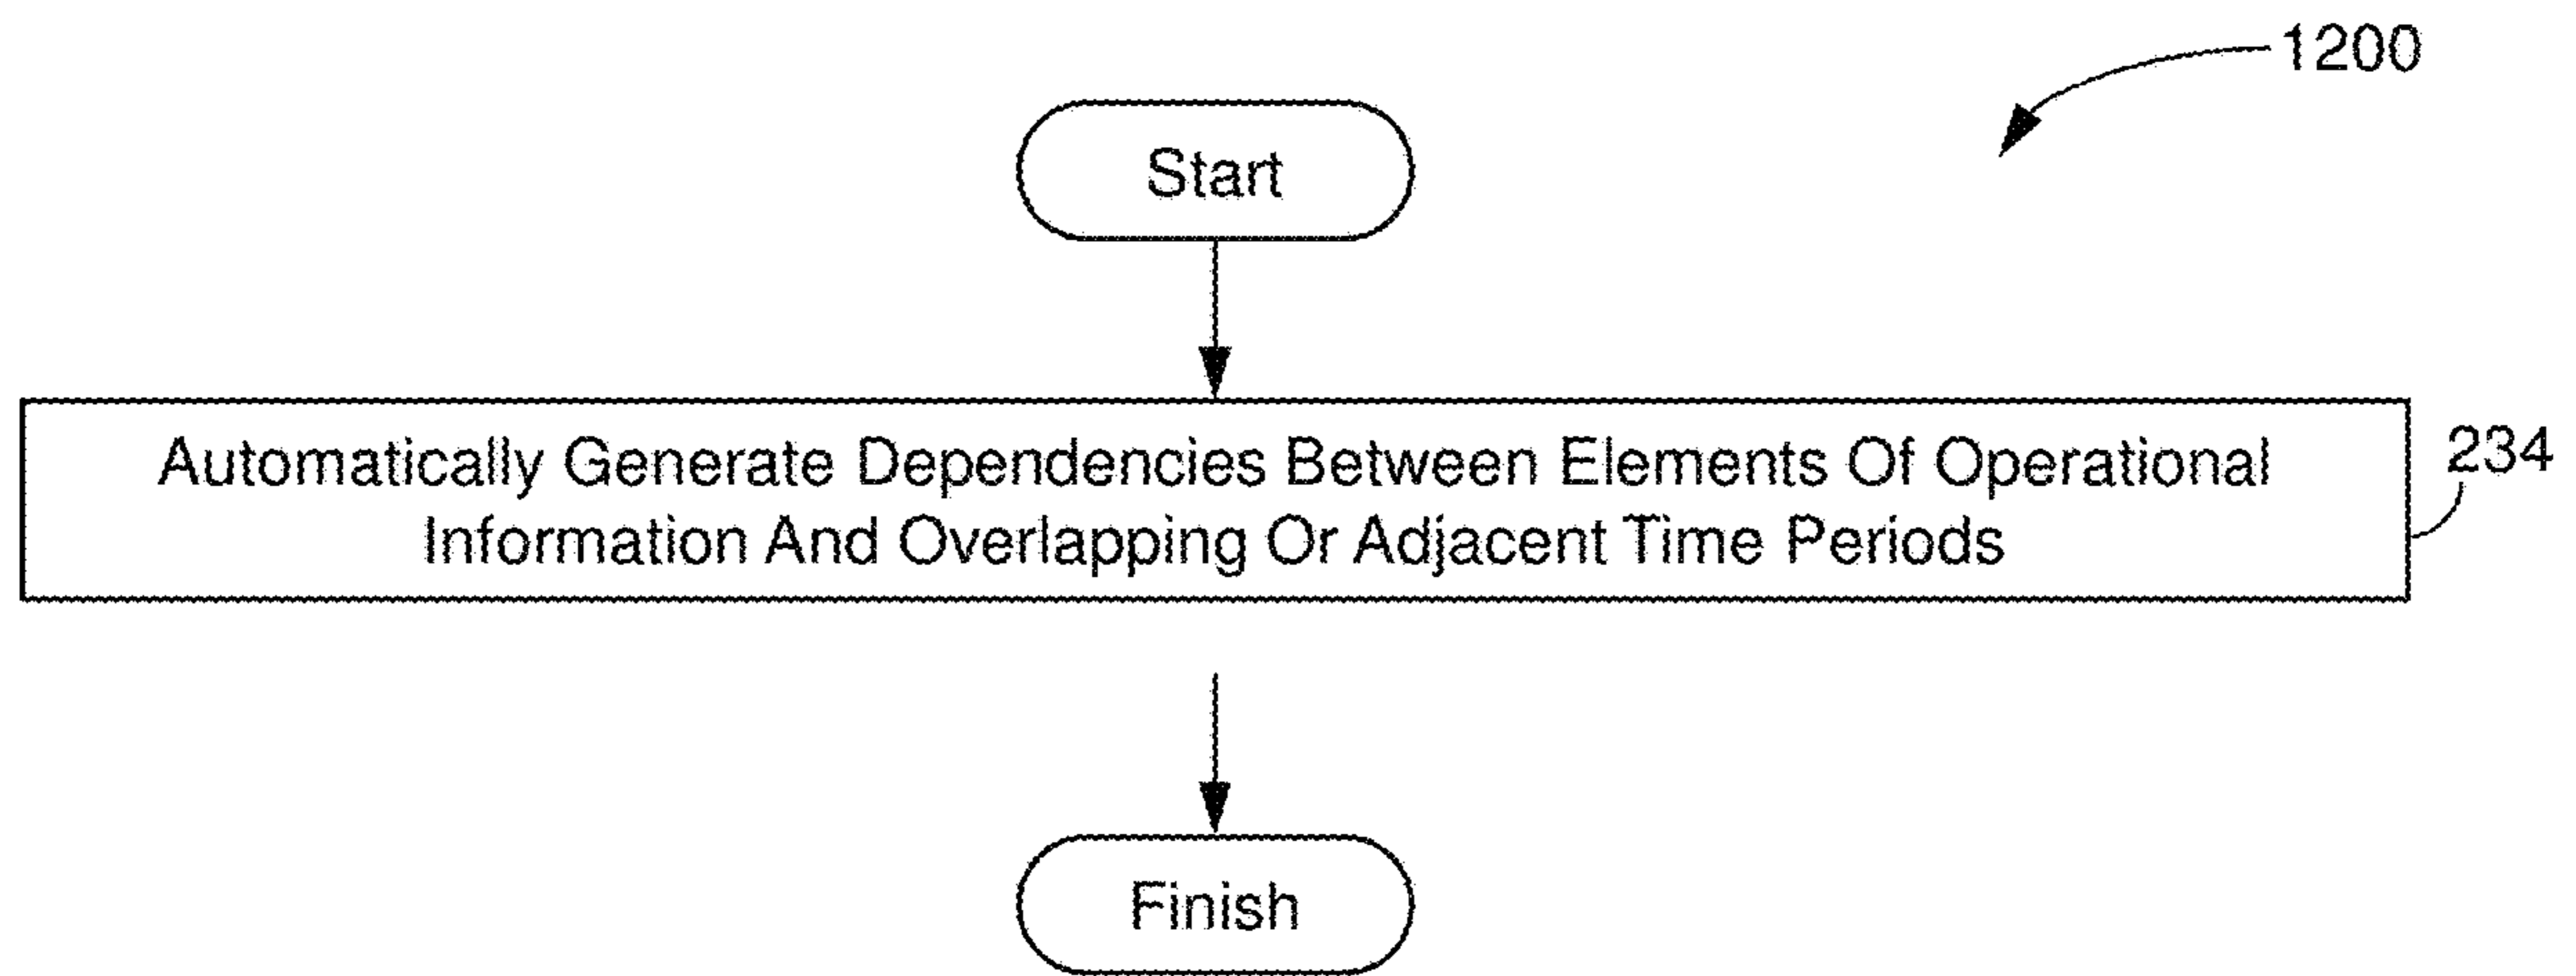 1200
Start
Automatically Generate Dependencies Between Elements Of Operational
Information And Overlapping Or Adjacent Time Periods
234
Finish